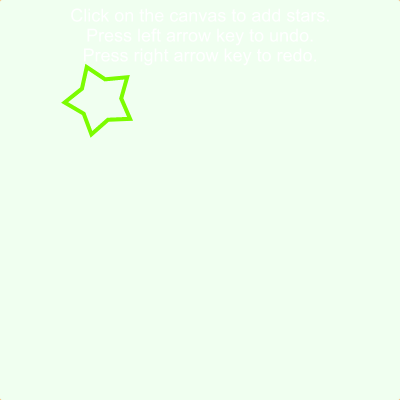 Click on the canvas to add stars.
Press left arrow key to undo.
Press right arrow key to redo.